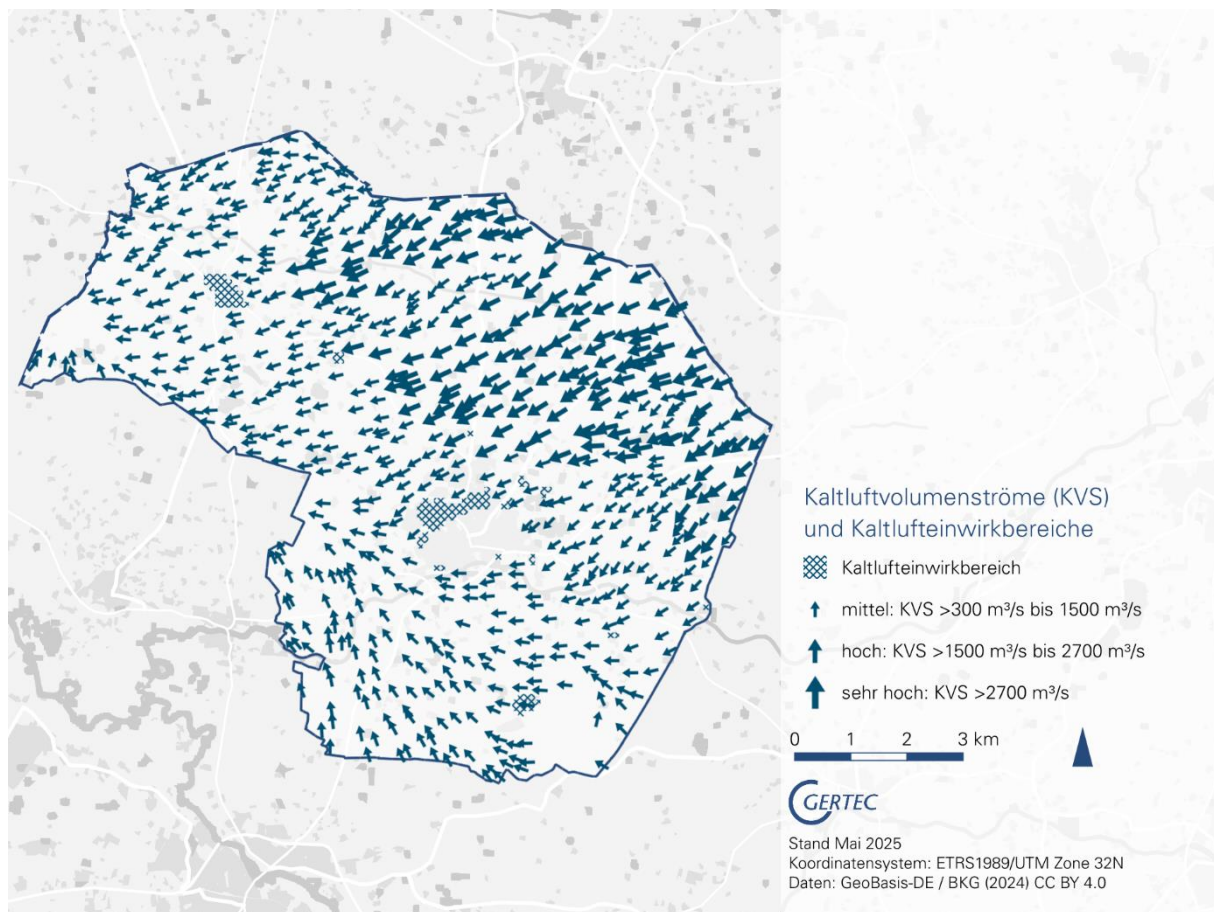 Kaltluftvolumenströme (KVS)
und Kaltlufteinwirkbereiche
Kaltlufteinwirkbereich
mittel: KVS >300 m³/s bis 1500 m³/s
hoch: KVS >1500 m³/s bis 2700 m³/s
sehr hoch: KVS >2700 m³/s
0 1 2 3 km
GERTEC
Stand Mai 2025
Koordinatensystem: ETRS1989/UTM Zone 32N
Daten: GeoBasis-DE / BKG (2024) CC BY 4.0